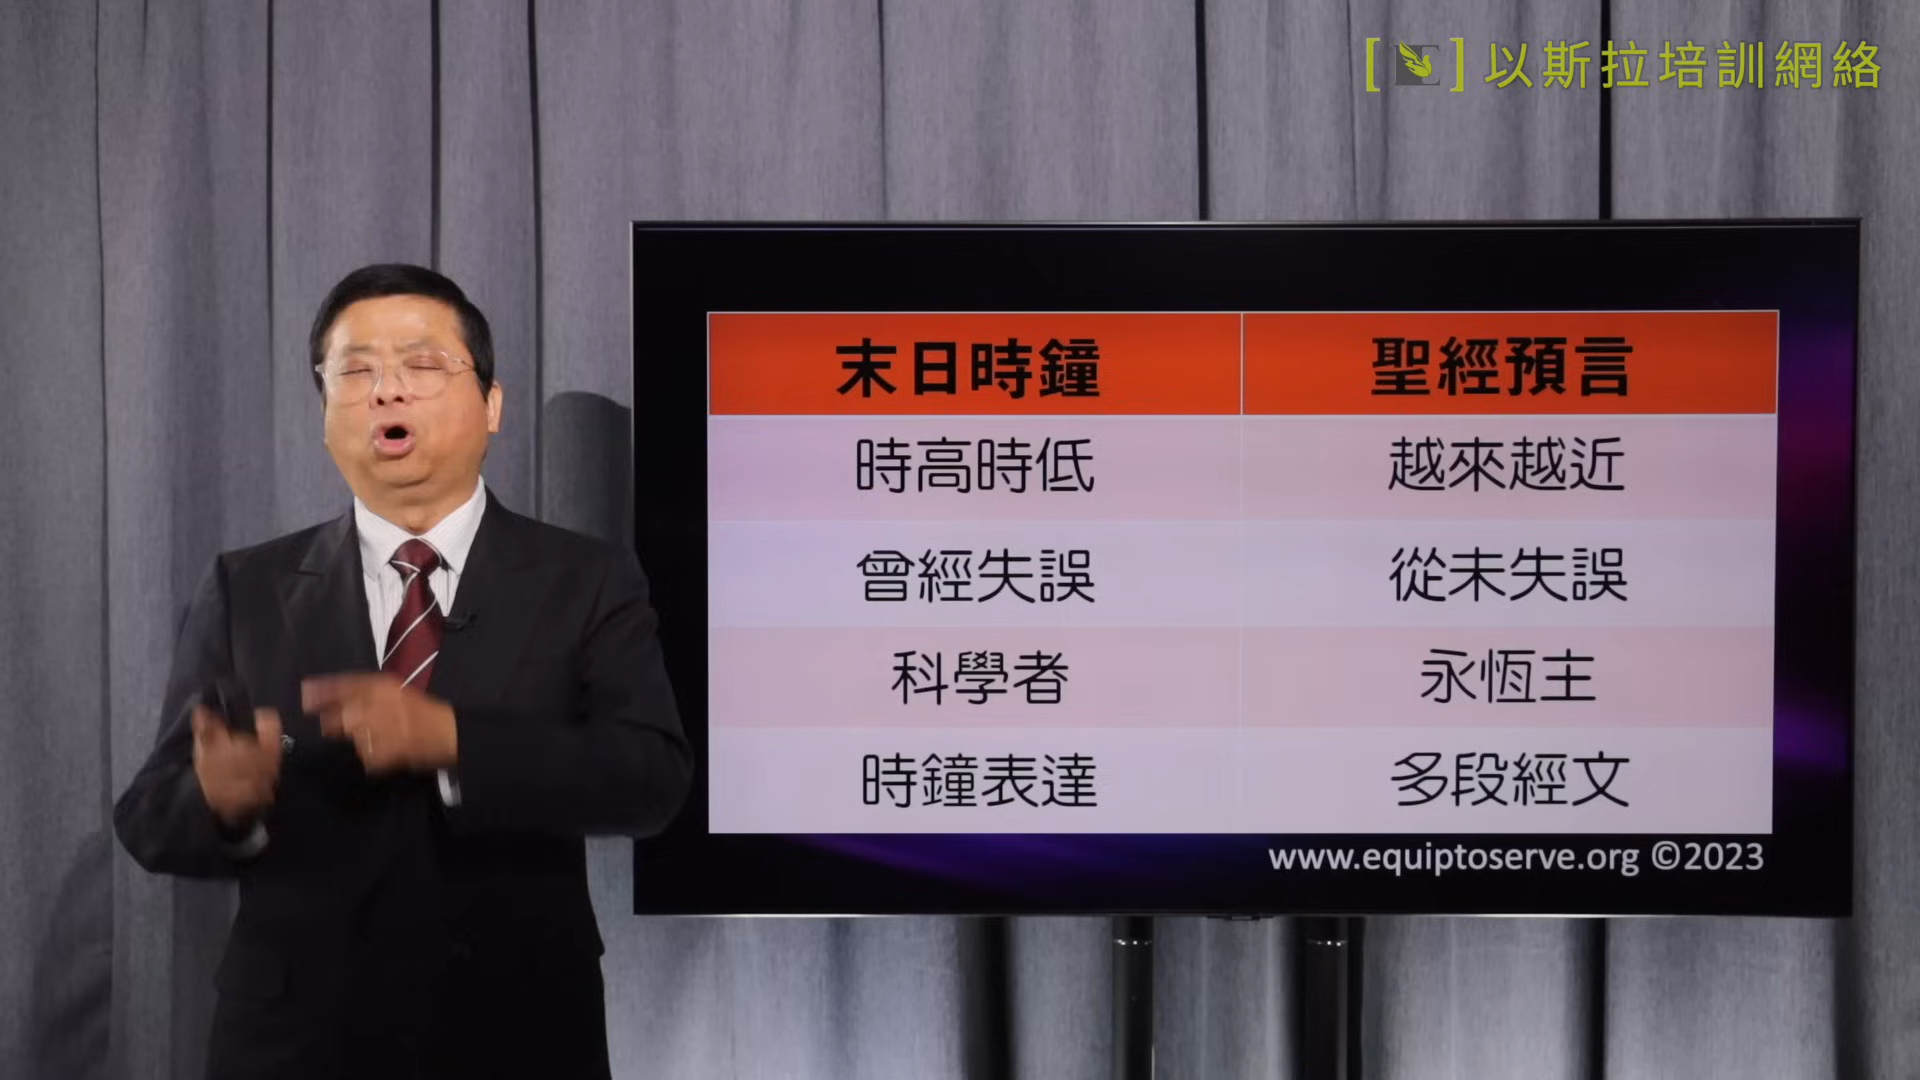 [ ] 以斯拉培訓網絡
末日時鐘 聖經預言
時高時低 越來越近
曾經失誤 從未失誤
科學者 永恆主
時鐘表達 多段經文
www.equiptoserve.org ©2023